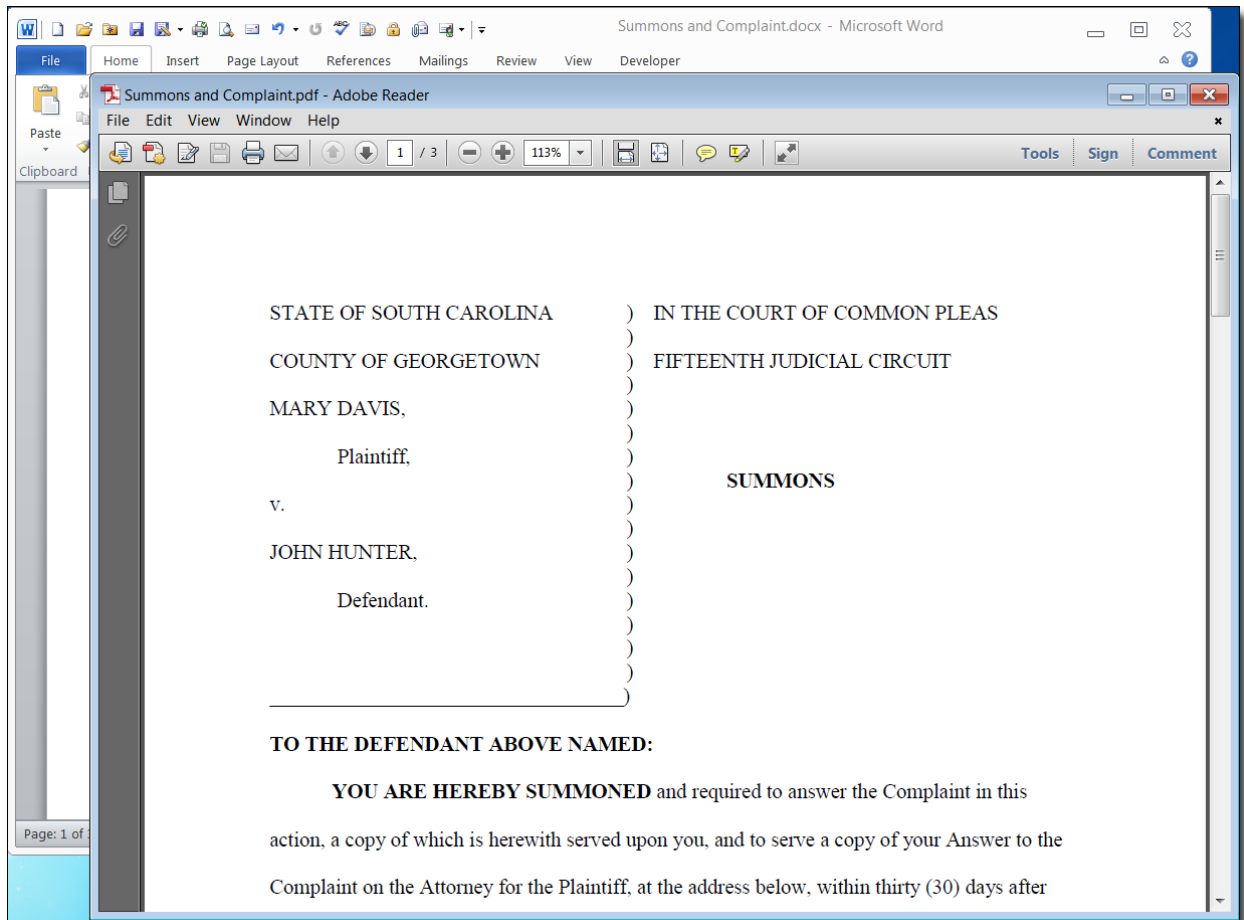 Summons and Complaint.docx - Microsoft Word
File Home Insert Page Layout References Mailings Review View Developer
Summons and Complaint.pdf - Adobe Reader
File Edit View Window Help
Paste
1 / 3 113% Tools Sign Comment
Clipboard
STATE OF SOUTH CAROLINA ) IN THE COURT OF COMMON PLEAS
)
COUNTY OF GEORGETOWN ) FIFTEENTH JUDICIAL CIRCUIT
)
MARY DAVIS, )
)
Plaintiff, )
) SUMMONS
v. )
)
JOHN HUNTER, )
)
Defendant. )
)
)
)
)
TO THE DEFENDANT ABOVE NAMED:
YOU ARE HEREBY SUMMONED and required to answer the Complaint in this
Page: 1 of
action, a copy of which is herewith served upon you, and to serve a copy of your Answer to the
Complaint on the Attorney for the Plaintiff, at the address below, within thirty (30) days after